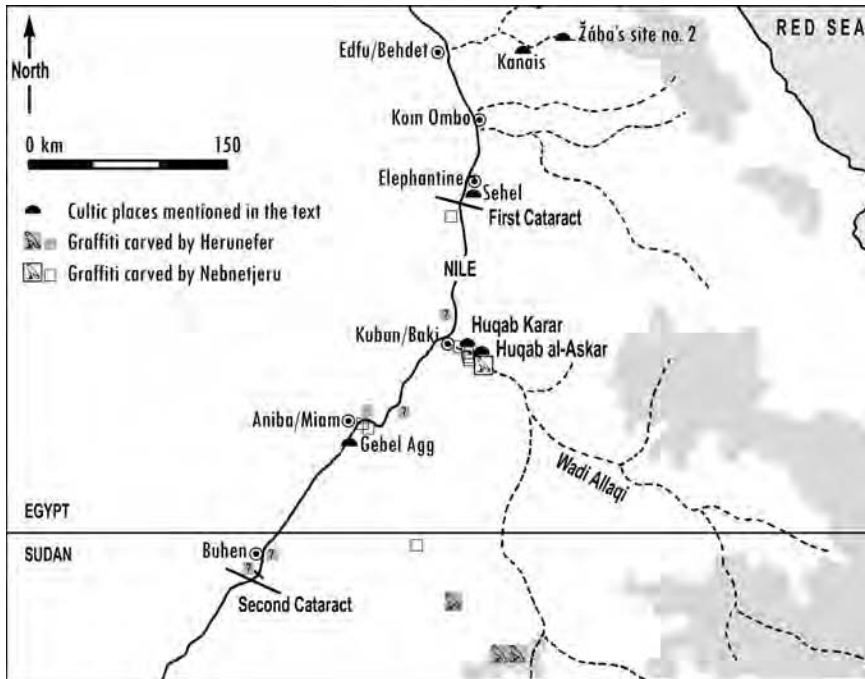 Žába's site no. 2
RED SEA
Edfu/Behdet
Kanais
North
Kom Ombo
0 km 150
Elephantine
Sehel
Cultic places mentioned in the text
First Cataract
Graffiti carved by Herunefer
Graffiti carved by Nebnetjeru
NILE
?
Huqab Karar
Kuban/Baki
Huqab al-Askar
? ?
Aniba/Miam
Gebel Agg
Wadi Allaqi
EGYPT
SUDAN
Buhen
? ?
Second Cataract